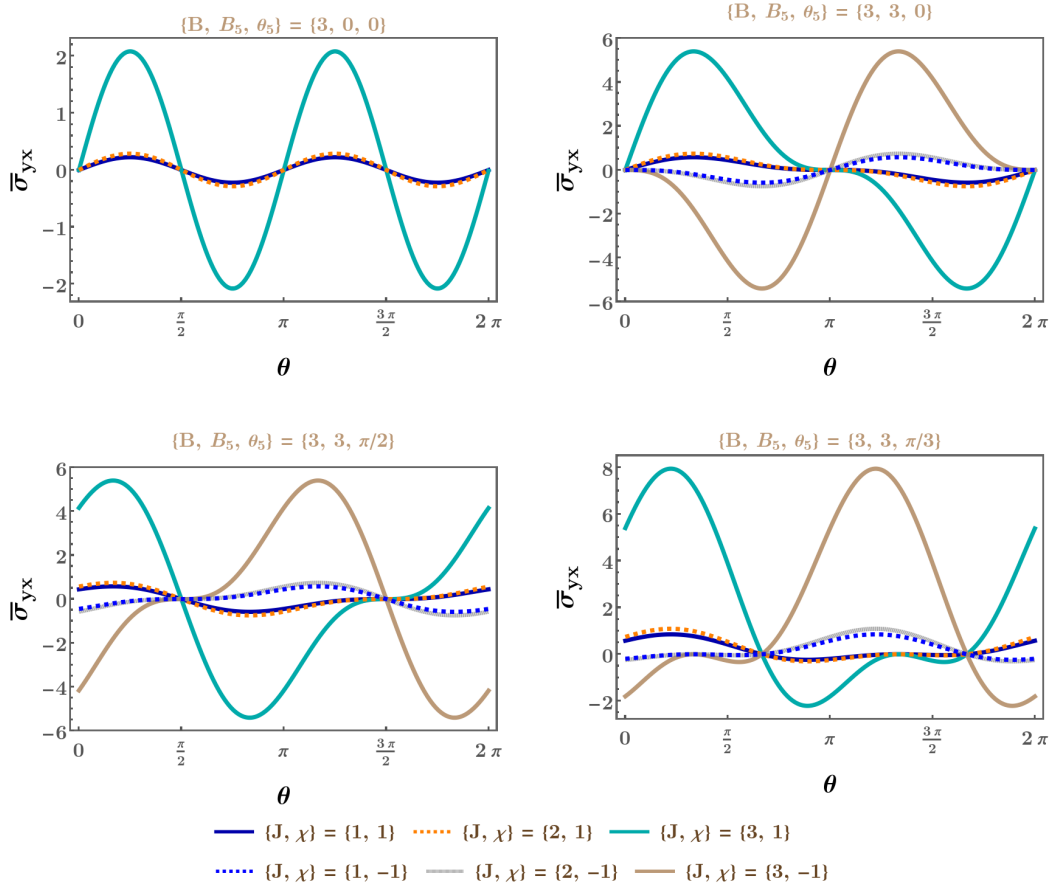 {B, B₅, θ₅} = {3, 0, 0}
2
1
0
−1
−2
σ̅yx
0 π/2 π 3π/2 2π
θ
{B, B₅, θ₅} = {3, 3, 0}
6
4
2
0
−2
−4
−6
σ̅yx
0 π/2 π 3π/2 2π
θ
{B, B₅, θ₅} = {3, 3, π/2}
6
4
2
0
−2
−4
−6
σ̅yx
0 π/2 π 3π/2 2π
θ
{B, B₅, θ₅} = {3, 3, π/3}
8
6
4
2
0
−2
σ̅yx
0 π/2 π 3π/2 2π
θ
{J, χ} = {1, 1} {J, χ} = {2, 1} {J, χ} = {3, 1}
{J, χ} = {1, −1} {J, χ} = {2, −1} {J, χ} = {3, −1}